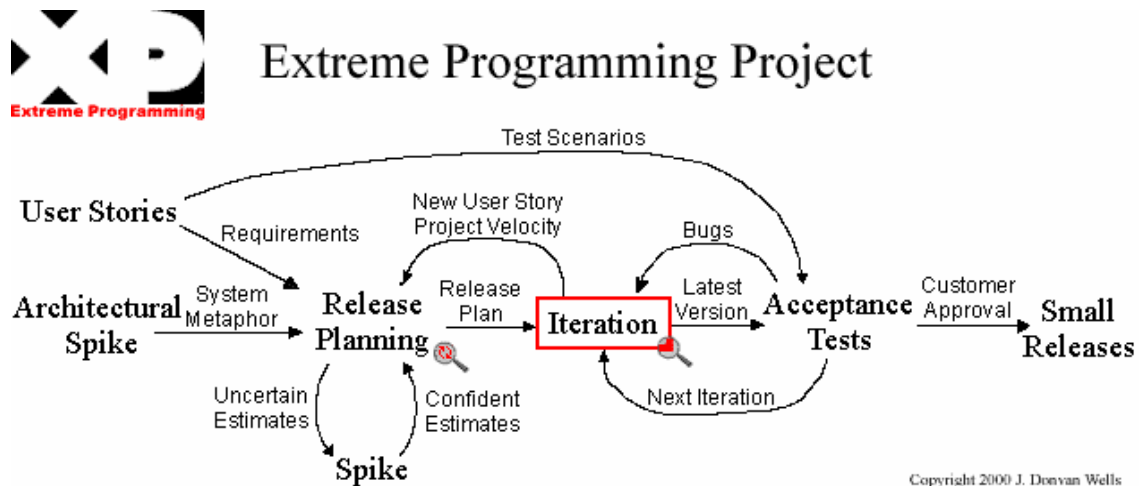 XP
Extreme Programming
Extreme Programming Project
Test Scenarios
User Stories
Requirements
New User Story
Project Velocity
Bugs
Architectural
Spike
System
Metaphor
Release
Planning
Release
Plan
Iteration
Latest
Version
Acceptance
Tests
Customer
Approval
Small
Releases
Uncertain
Estimates
Confident
Estimates
Next Iteration
Spike
Copyright 2000 J. Donvan Wells